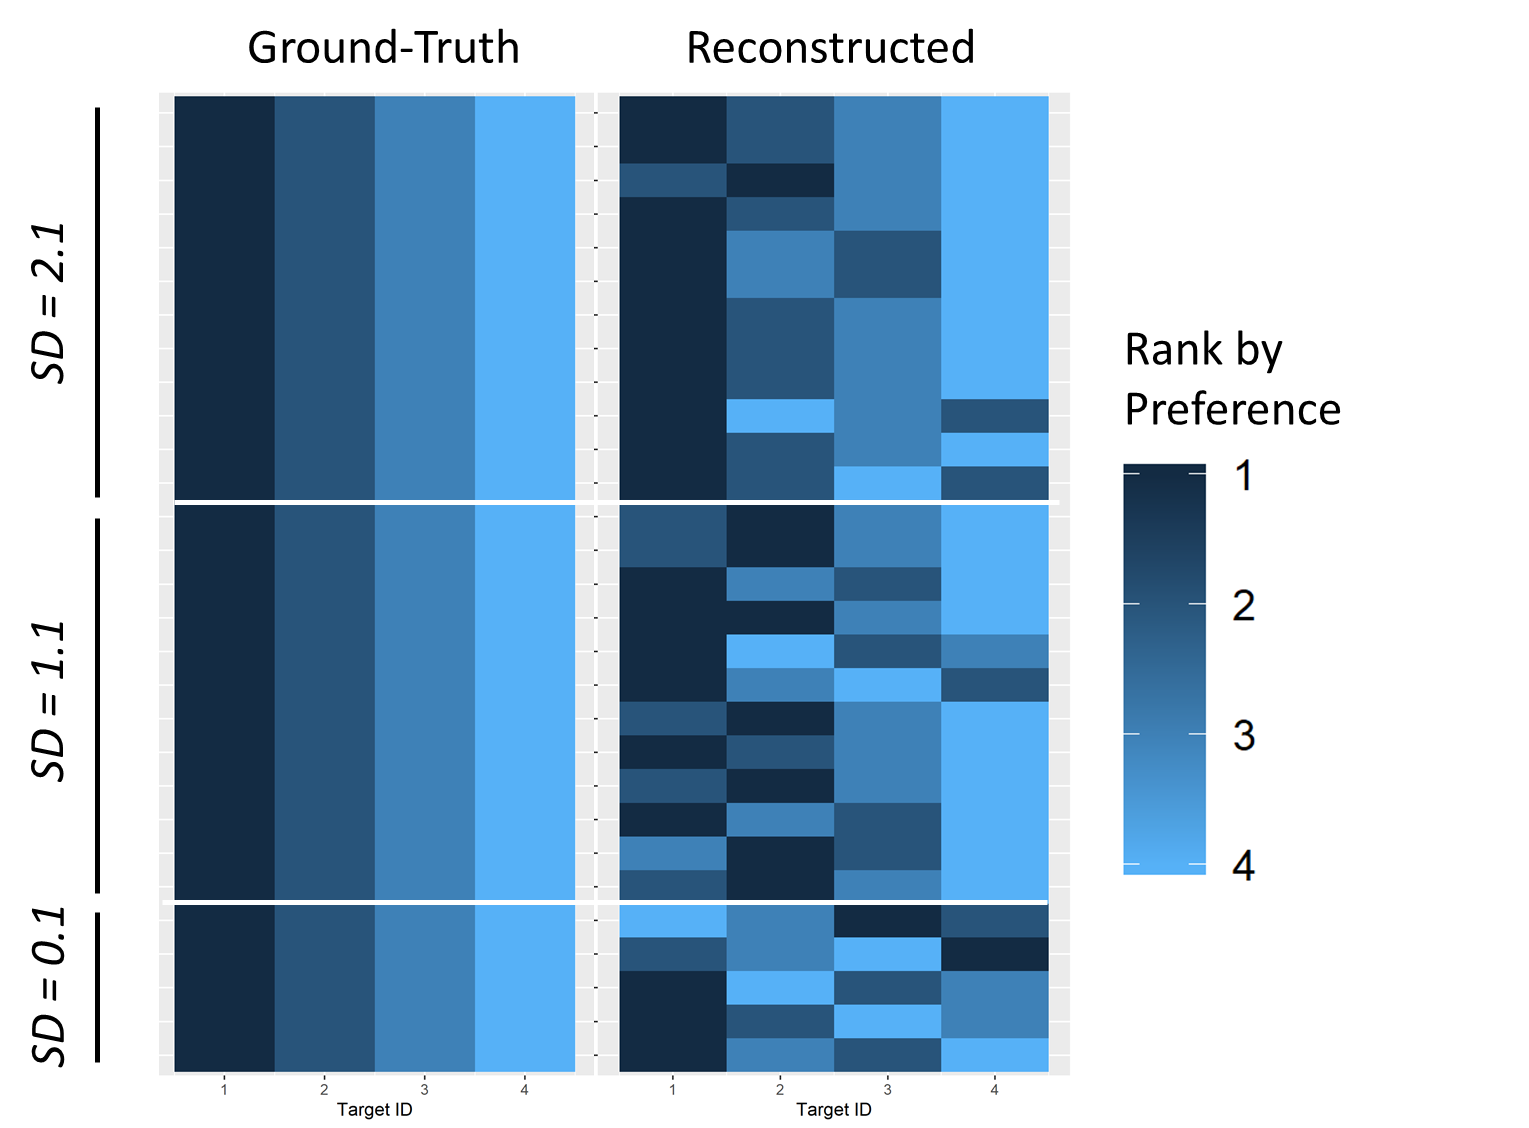 Ground-Truth
Reconstructed
SD = 2.1
SD = 1.1
SD = 0.1
Rank by
Preference
1
2
3
4
1 2 3 4
Target ID
1 2 3 4
Target ID